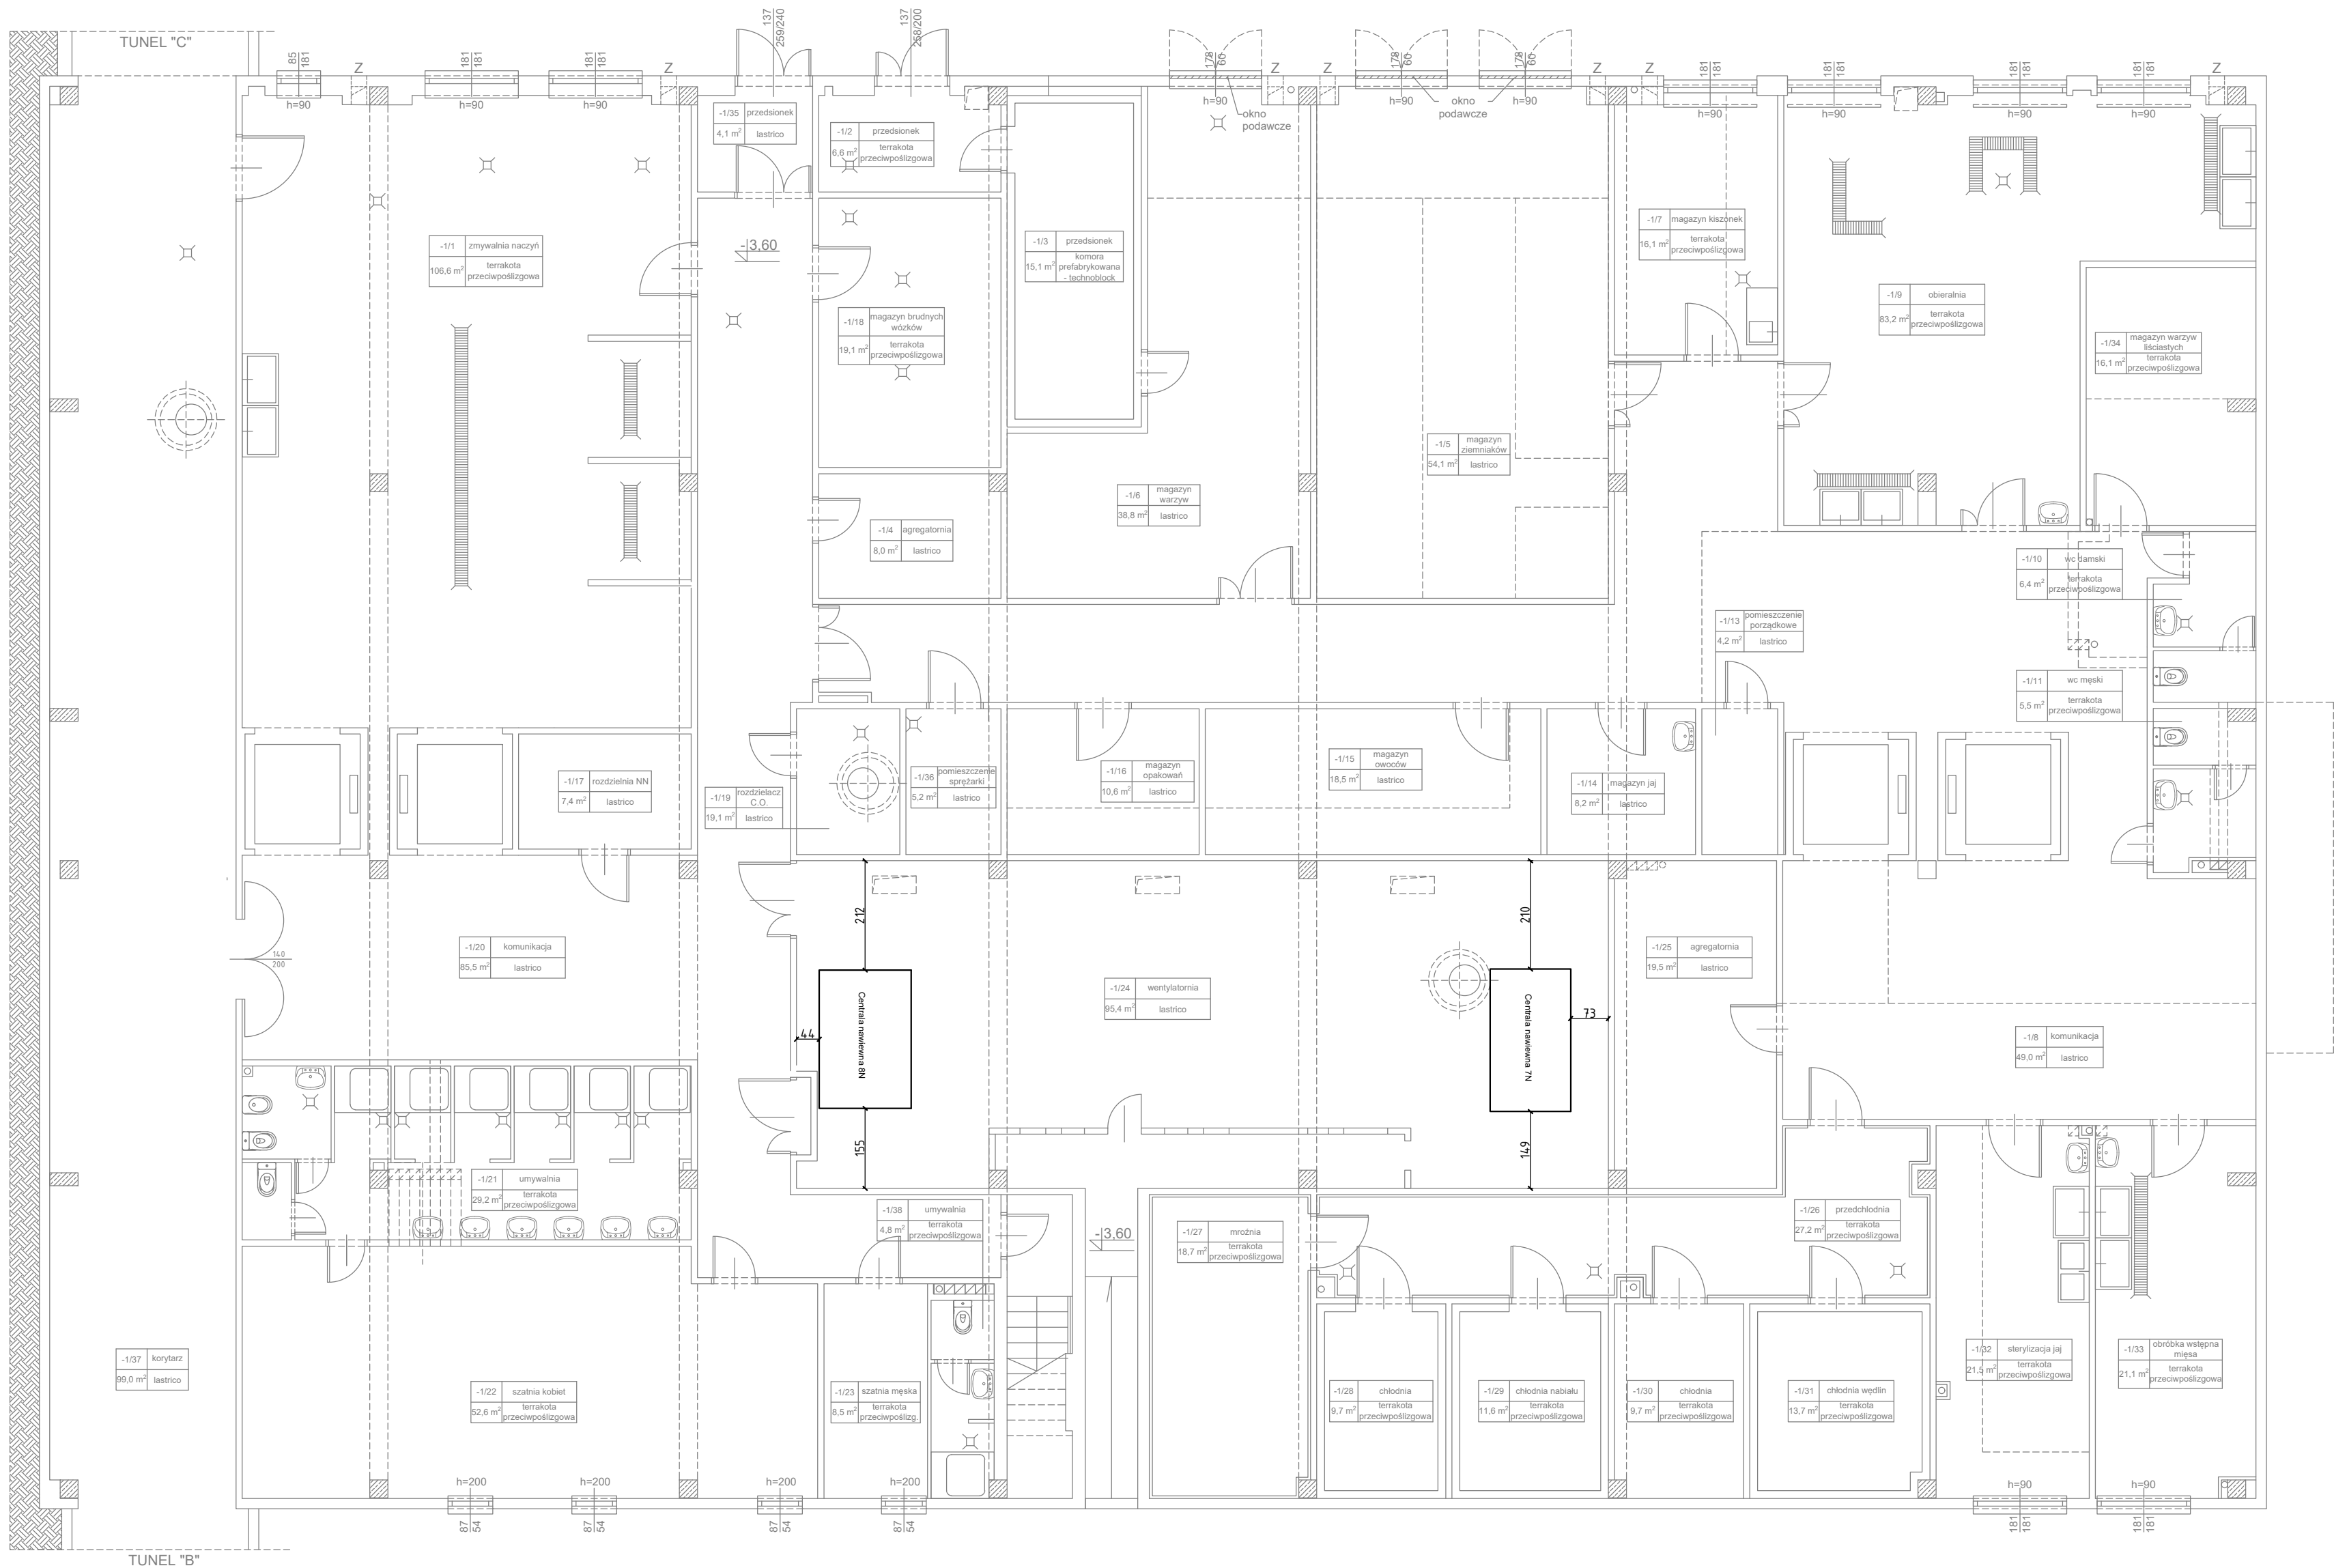 TUNEL "C"
85
181
181
181
181
181
137
259/240
137
258/200
178
60
178
60
178
60
181
181
181
181
181
181
181
181
Z
Z
Z
Z
Z
Z
Z
h=90
h=90
h=90
h=90
h=90
h=90
h=90
h=90
h=90
h=90
okno
podawcze
okno
podawcze
-1/35 przedsionek
4,1 m² lastrico
-1/2 przedsionek
6,6 m² terrakota
przeciwpoślizgowa
-1/1 zmywalnia naczyń
106,6 m² terrakota
przeciwpoślizgowa
-3,60
-1/3 przedsionek
15,1 m² komora
prefabrykowana
- technoblock
-1/7 magazyn kiszonek
16,1 m² terrakota
przeciwpoślizgowa
-1/9 obieralnia
83,2 m² terrakota
przeciwpoślizgowa
-1/18 magazyn brudnych
wózków
19,1 m² terrakota
przeciwpoślizgowa
-1/34 magazyn warzyw
liściastych
16,1 m² terrakota
przeciwpoślizgowa
-1/5 magazyn
ziemniaków
54,1 m² lastrico
-1/6 magazyn
warzyw
38,8 m² lastrico
-1/4 agregatornia
8,0 m² lastrico
-1/10 wc damski
6,4 m² terrakota
przeciwpoślizgowa
-1/13 pomieszczenie
porządkowe
4,2 m² lastrico
-1/11 wc męski
5,5 m² terrakota
przeciwpoślizgowa
-1/17 rozdzielnia NN
7,4 m² lastrico
-1/19 rozdzielacz
C.O.
19,1 m² lastrico
-1/36 pomieszczenie
sprężarki
5,2 m² lastrico
-1/16 magazyn
opakowań
10,6 m² lastrico
-1/15 magazyn
owoców
18,5 m² lastrico
-1/14 magazyn jaj
8,2 m² lastrico
212
210
-1/20 komunikacja
85,5 m² lastrico
140
200
-1/24 wentylatornia
95,4 m² lastrico
-1/25 agregatornia
19,5 m² lastrico
Centrala nawiewna 8N
Centrala nawiewna 7N
44
73
-1/8 komunikacja
49,0 m² lastrico
155
149
-1/21 umywalnia
29,2 m² terrakota
przeciwpoślizgowa
-1/38 umywalnia
4,8 m² terrakota
przeciwpoślizgowa
-3,60
-1/27 mroźnia
18,7 m² terrakota
przeciwpoślizgowa
-1/26 przedchlodnia
27,2 m² terrakota
przeciwpoślizgowa
-1/37 korytarz
99,0 m² lastrico
-1/22 szatnia kobiet
52,6 m² terrakota
przeciwpoślizgowa
-1/23 szatnia męska
8,5 m² terrakota
przeciwpoślizg.
-1/28 chłodnia
9,7 m² terrakota
przeciwpoślizgowa
-1/29 chłodnia nabiału
11,6 m² terrakota
przeciwpoślizgowa
-1/30 chłodnia
9,7 m² terrakota
przeciwpoślizgowa
-1/31 chłodnia wędlin
13,7 m² terrakota
przeciwpoślizgowa
-1/32 sterylizacja jaj
21,5 m² terrakota
przeciwpoślizgowa
-1/33 obróbka wstępna
mięsa
21,1 m² terrakota
przeciwpoślizgowa
h=200
h=200
h=200
h=200
h=90
h=90
87
54
87
54
87
54
87
54
181
181
181
181
TUNEL "B"